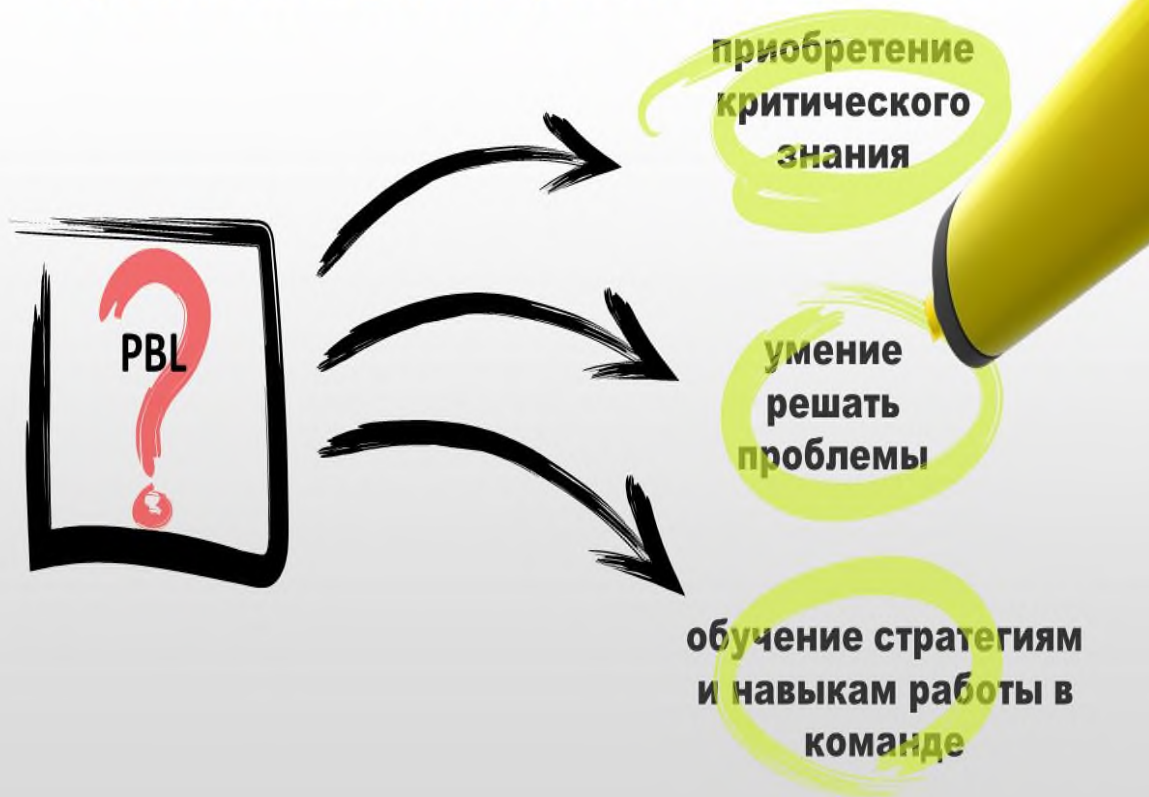 PBL
приобретение
критического
знания
умение
решать
проблемы
обучение стратегиям
и навыкам работы в
команде